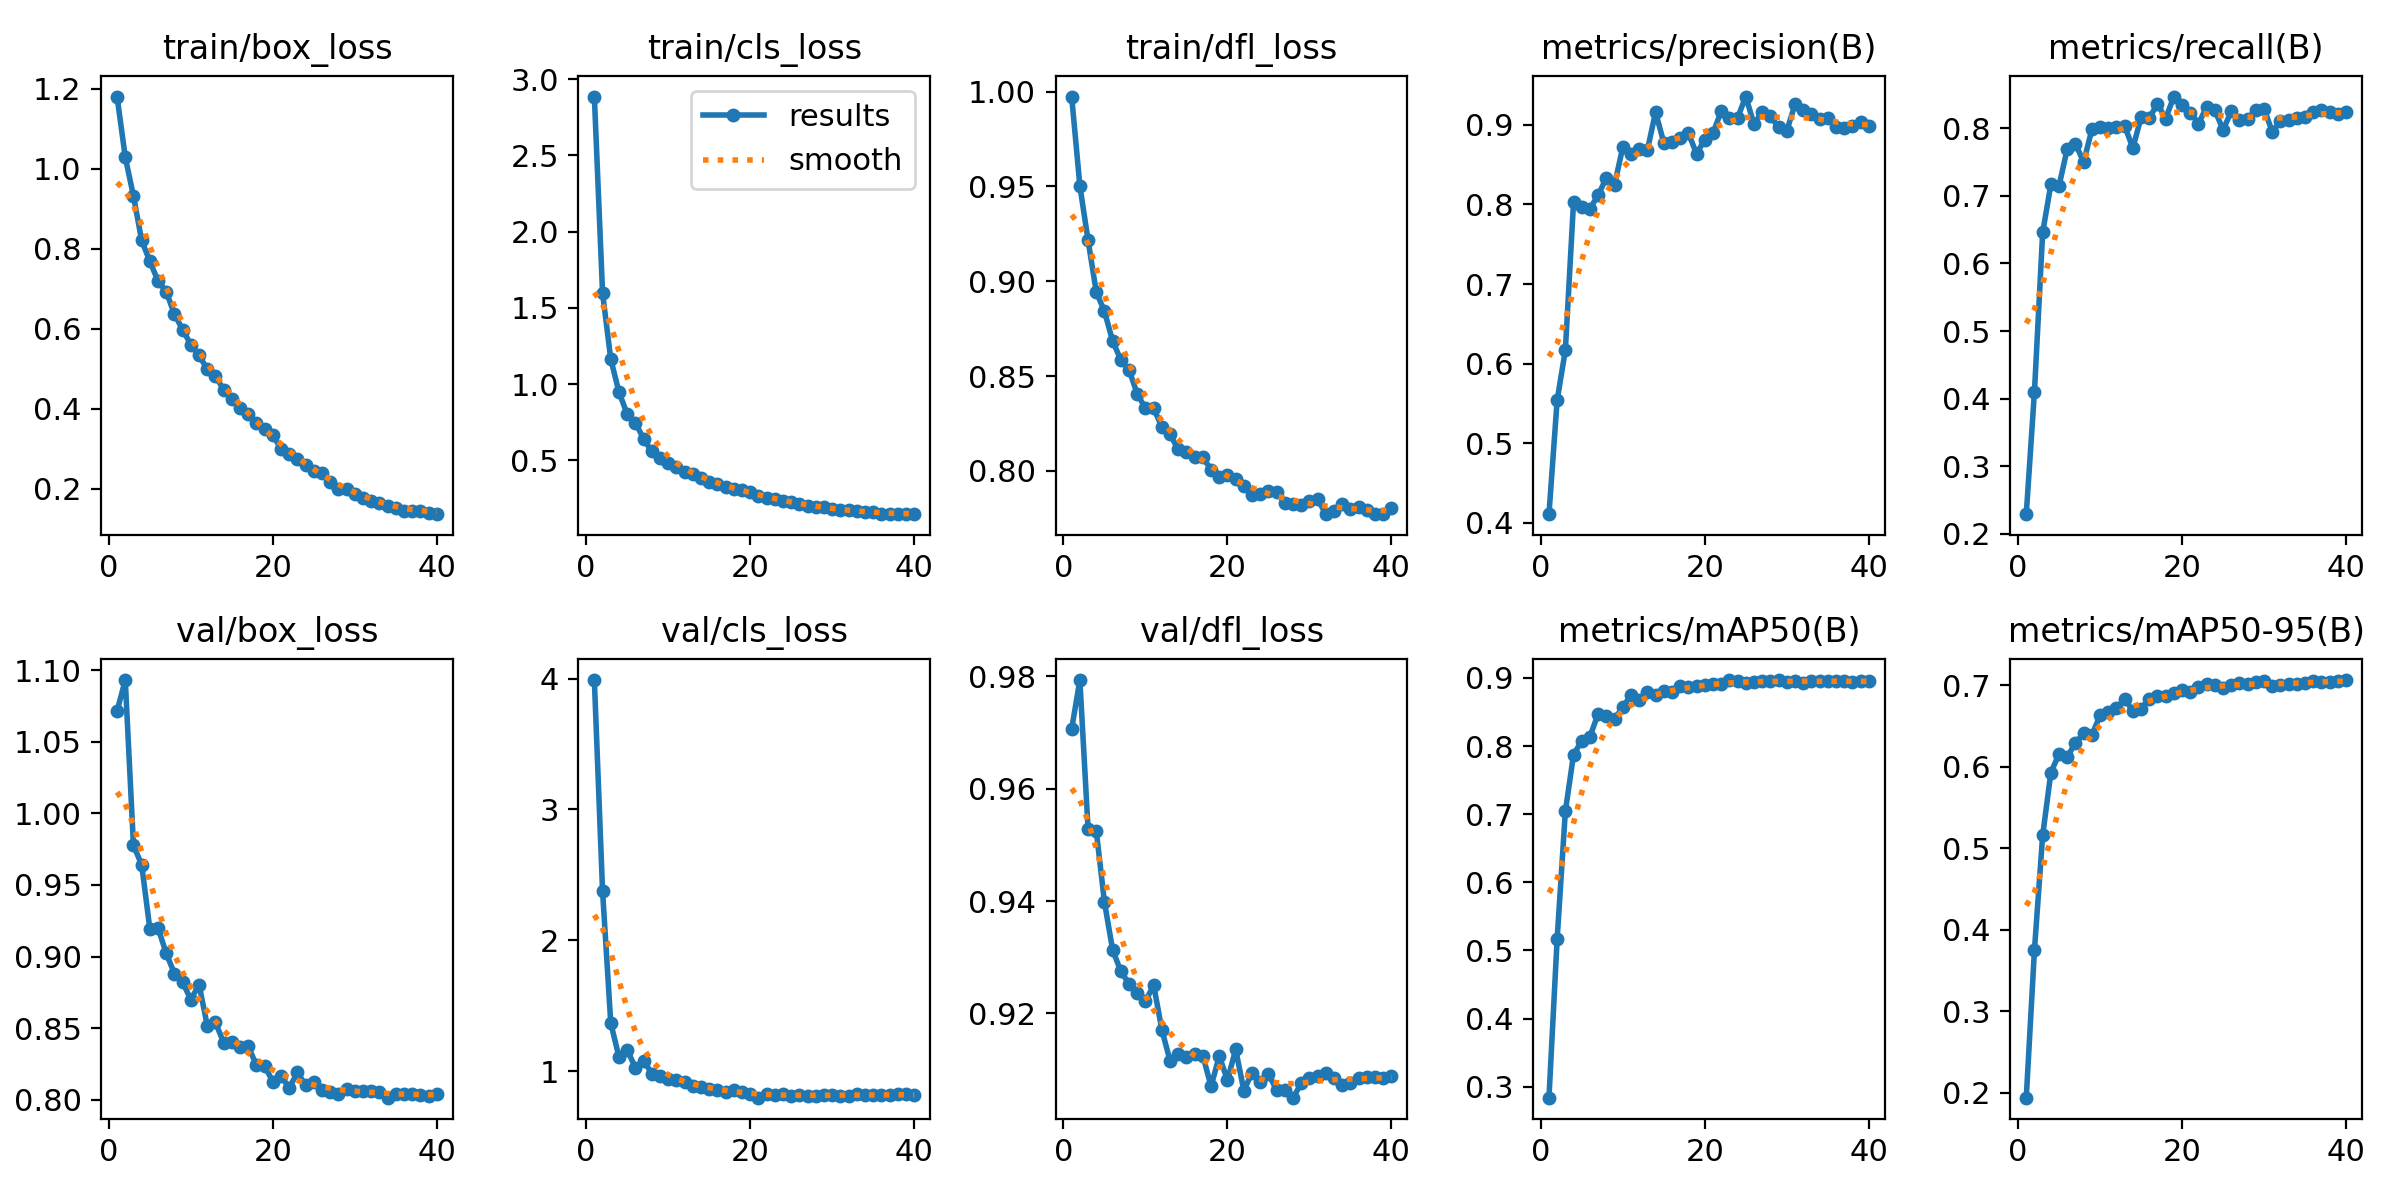 train/box_loss
1.2
1.0
0.8
0.6
0.4
0.2
0 20 40
train/cls_loss
3.0
2.5
2.0
1.5
1.0
0.5
results
smooth
0 20 40
train/dfl_loss
1.00
0.95
0.90
0.85
0.80
0 20 40
metrics/precision(B)
0.9
0.8
0.7
0.6
0.5
0.4
0 20 40
metrics/recall(B)
0.8
0.7
0.6
0.5
0.4
0.3
0.2
0 20 40
val/box_loss
1.10
1.05
1.00
0.95
0.90
0.85
0.80
0 20 40
val/cls_loss
4
3
2
1
0 20 40
val/dfl_loss
0.98
0.96
0.94
0.92
0 20 40
metrics/mAP50(B)
0.9
0.8
0.7
0.6
0.5
0.4
0.3
0 20 40
metrics/mAP50-95(B)
0.7
0.6
0.5
0.4
0.3
0.2
0 20 40